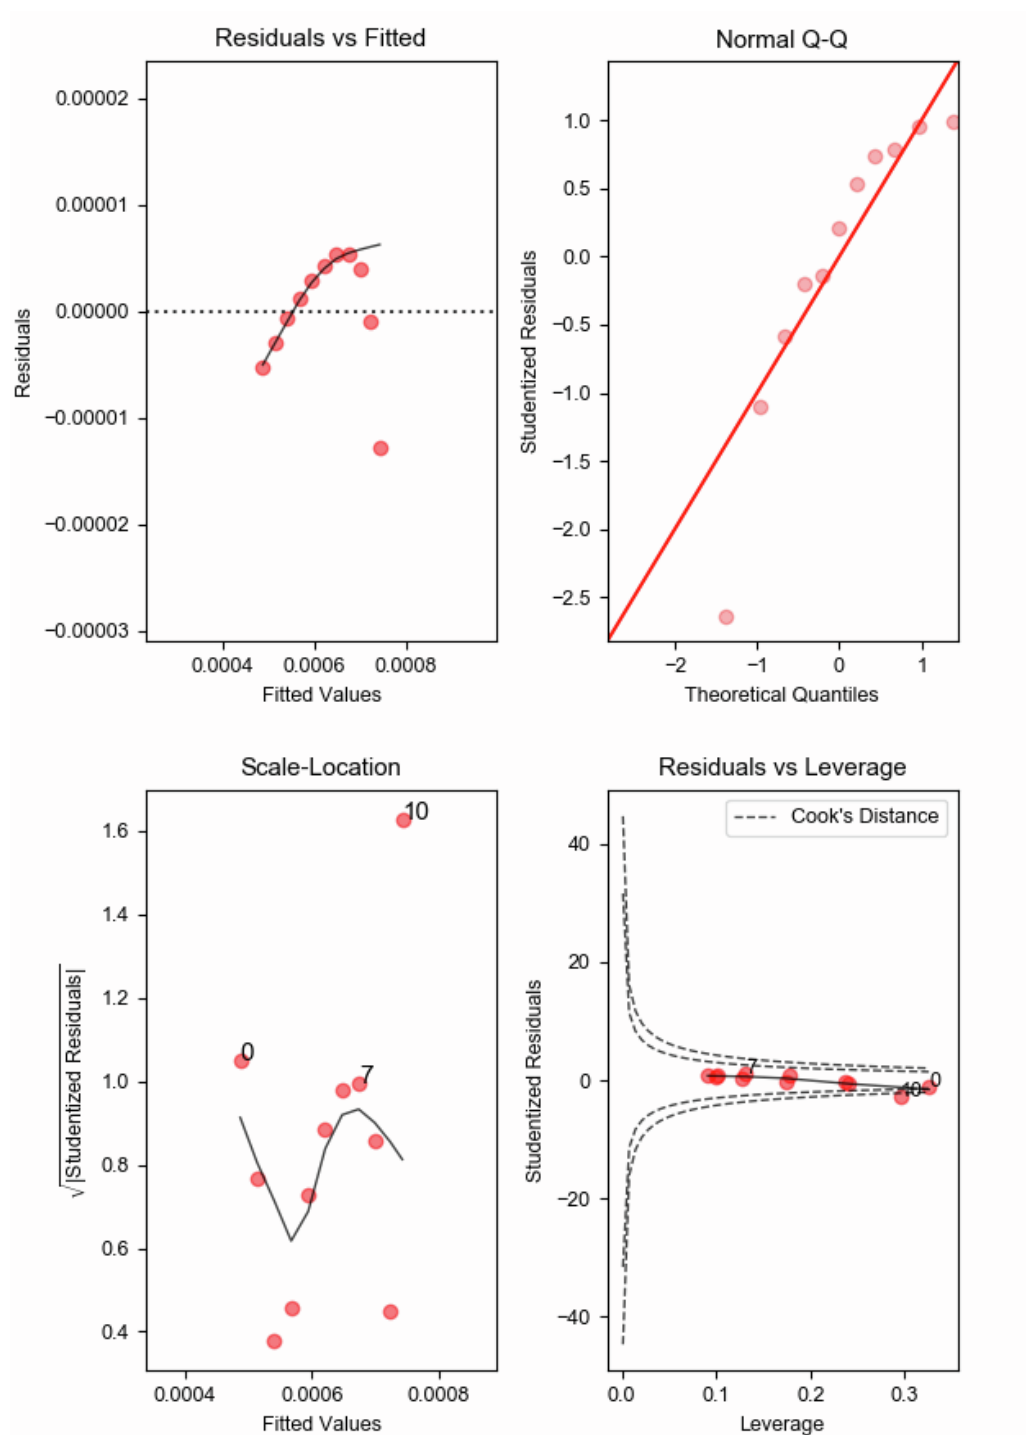 Residuals vs Fitted
0.00002
0.00001
0.00000
−0.00001
−0.00002
−0.00003
Residuals
0.0004 0.0006 0.0008
Fitted Values
Normal Q-Q
1.0
0.5
0.0
−0.5
−1.0
−1.5
−2.0
−2.5
Studentized Residuals
−2 −1 0 1
Theoretical Quantiles
Scale-Location
1.6
1.4
1.2
1.0
0.8
0.6
0.4
√|Studentized Residuals|
10
0
7
0.0004 0.0006 0.0008
Fitted Values
Residuals vs Leverage
Cook's Distance
40
20
0
−20
−40
Studentized Residuals
7
0
10
0.0 0.1 0.2 0.3
Leverage